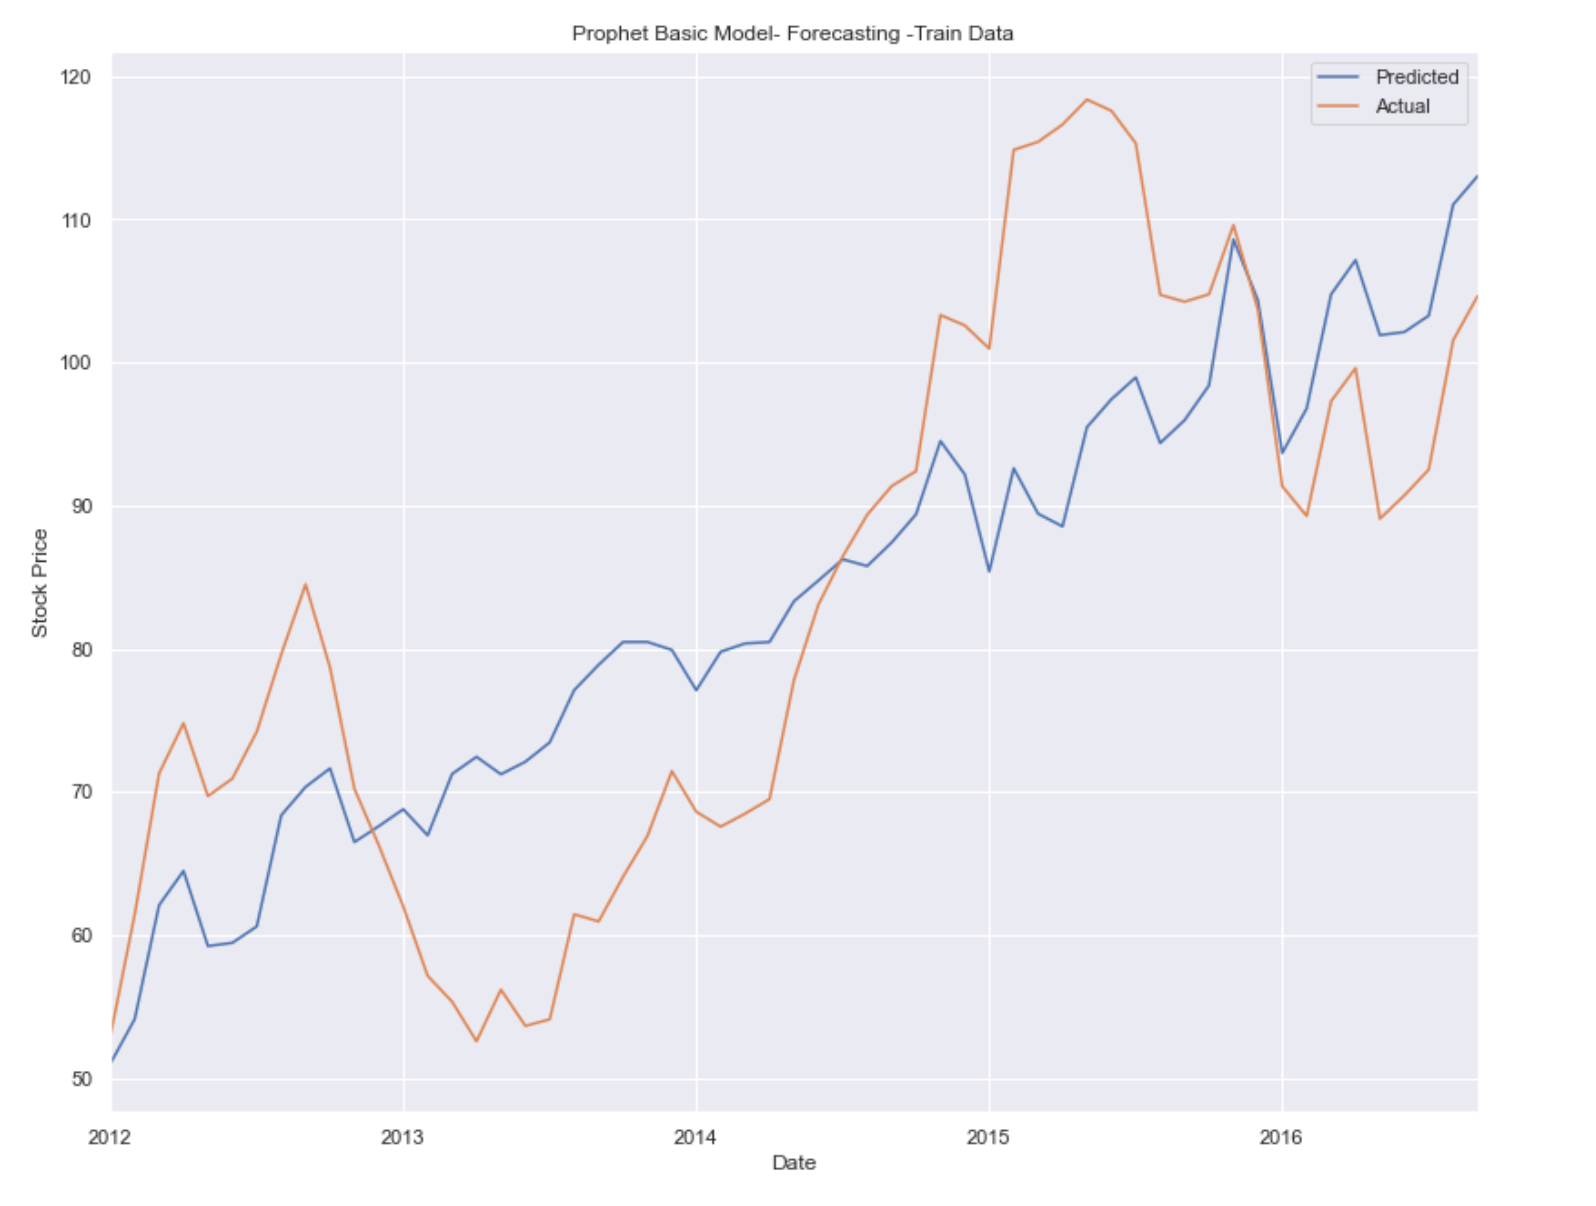 Prophet Basic Model- Forecasting -Train Data
Predicted
Actual
120
110
100
90
80
70
60
50
Stock Price
2012 2013 2014 2015 2016
Date